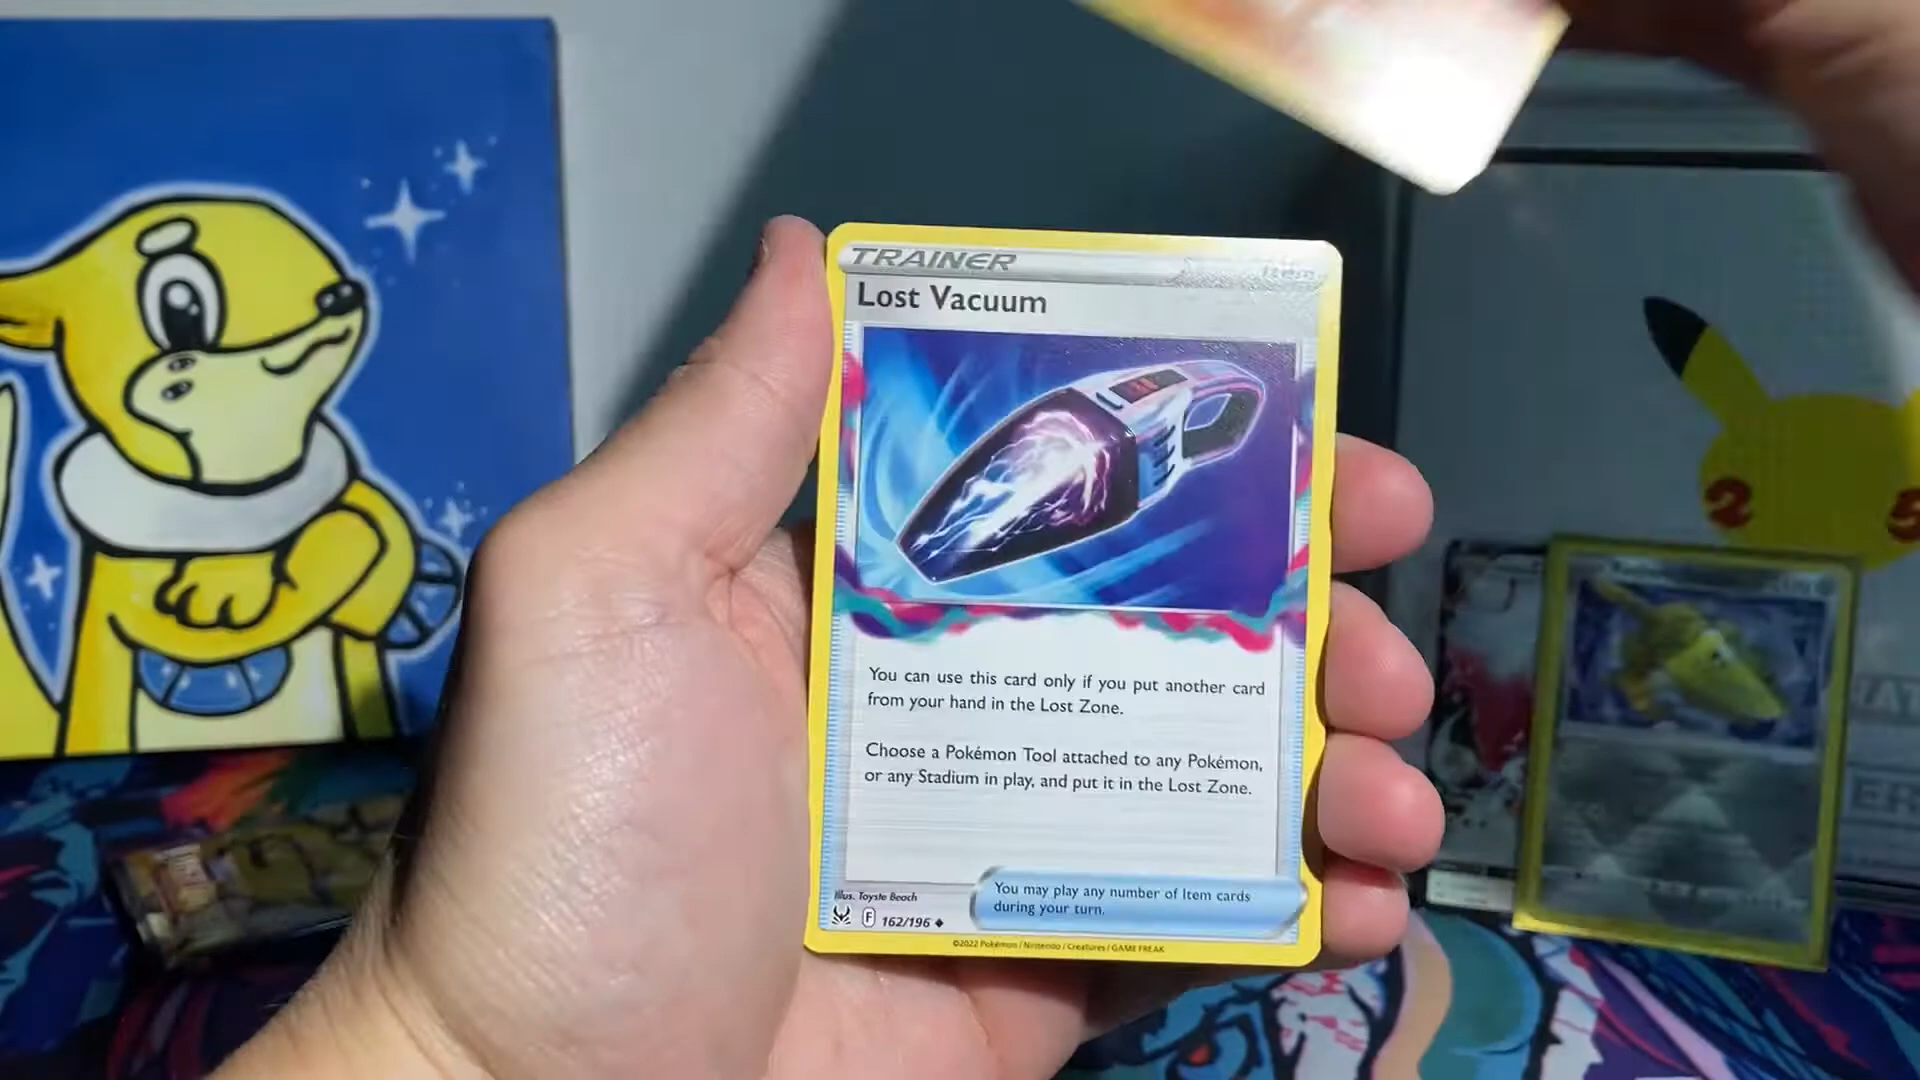 TRAINER
Item
Lost Vacuum
You can use this card only if you put another card
from your hand in the Lost Zone.
Choose a Pokémon Tool attached to any Pokémon,
or any Stadium in play, and put it in the Lost Zone.
You may play any number of Item cards
during your turn.
Illus. Toyste Beach
F 162/196
©2022 Pokémon / Nintendo / Creatures / GAME FREAK
2 5